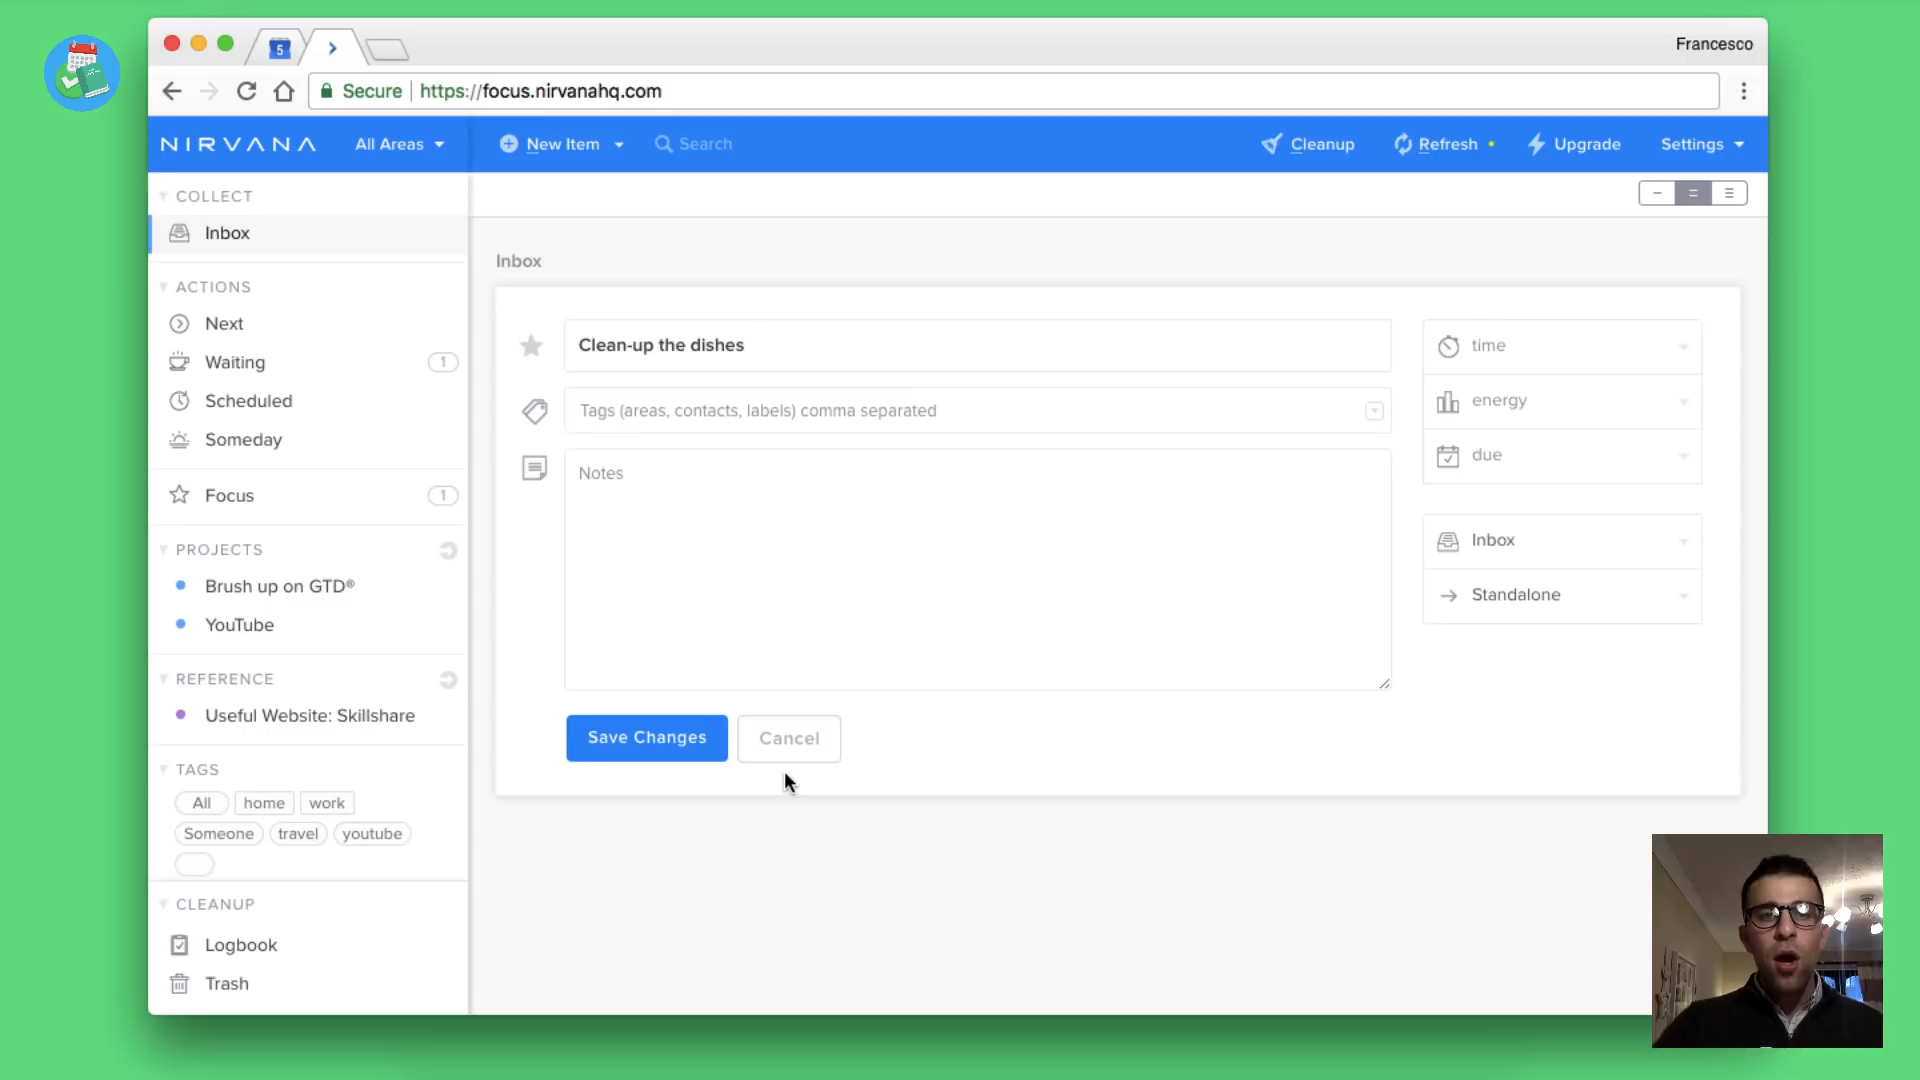 5
Francesco
Secure https://focus.nirvanahq.com
NIRVANA All Areas New Item Search Cleanup Refresh Upgrade Settings
COLLECT
Inbox
ACTIONS
Next
Waiting 1
Scheduled
Someday
Focus 1
PROJECTS
Brush up on GTD®
YouTube
REFERENCE
Useful Website: Skillshare
TAGS
All home work
Someone travel youtube
CLEANUP
Logbook
Trash
Inbox
Clean-up the dishes
Tags (areas, contacts, labels) comma separated
Notes
Save Changes Cancel
time
energy
due
Inbox
Standalone